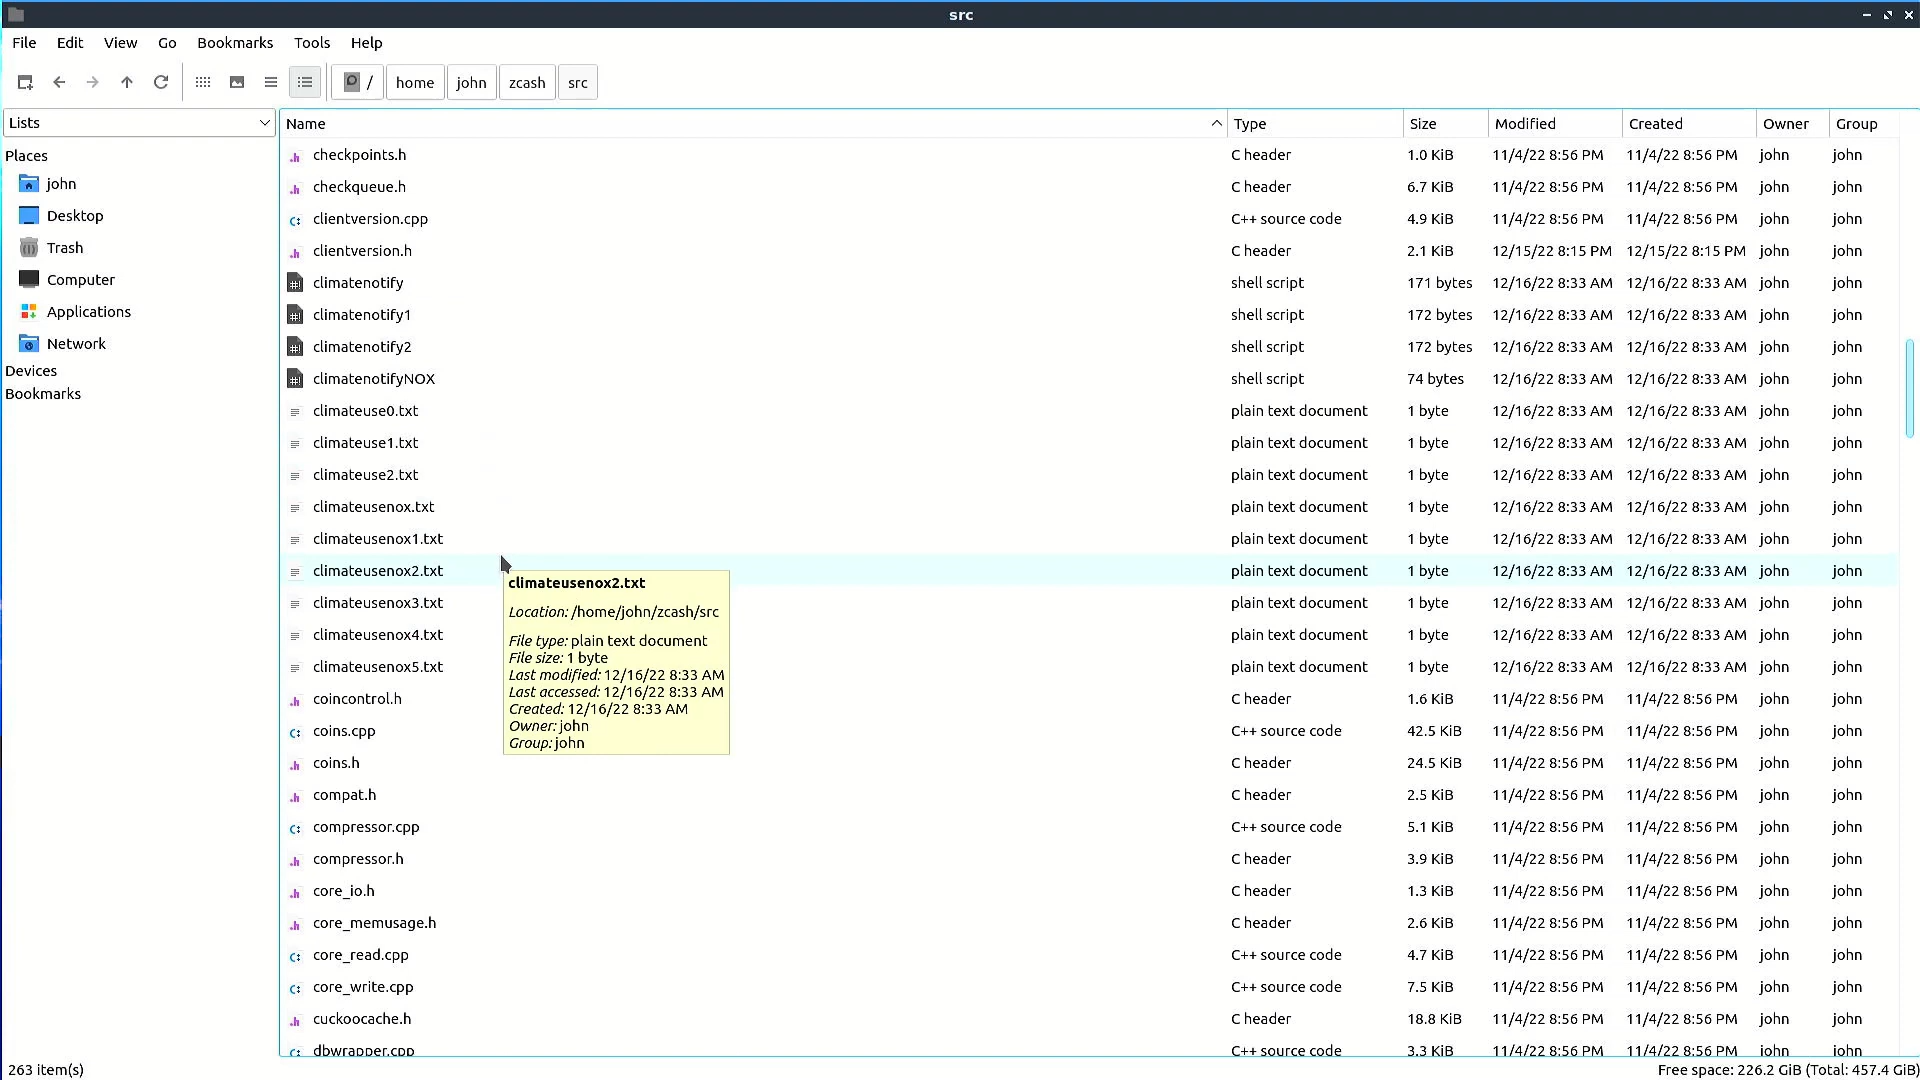 src
File Edit View Go Bookmarks Tools Help
/ home john zcash src
Lists
Places
john
Desktop
Trash
Computer
Applications
Network
Devices
Bookmarks
Name Type Size Modified Created Owner Group
checkpoints.h C header 1.0 KiB 11/4/22 8:56 PM 11/4/22 8:56 PM john john
checkqueue.h C header 6.7 KiB 11/4/22 8:56 PM 11/4/22 8:56 PM john john
clientversion.cpp C++ source code 4.9 KiB 11/4/22 8:56 PM 11/4/22 8:56 PM john john
clientversion.h C header 2.1 KiB 12/15/22 8:15 PM 12/15/22 8:15 PM john john
climatenotify shell script 171 bytes 12/16/22 8:33 AM 12/16/22 8:33 AM john john
climatenotify1 shell script 172 bytes 12/16/22 8:33 AM 12/16/22 8:33 AM john john
climatenotify2 shell script 172 bytes 12/16/22 8:33 AM 12/16/22 8:33 AM john john
climatenotifyNOX shell script 74 bytes 12/16/22 8:33 AM 12/16/22 8:33 AM john john
climateuse0.txt plain text document 1 byte 12/16/22 8:33 AM 12/16/22 8:33 AM john john
climateuse1.txt plain text document 1 byte 12/16/22 8:33 AM 12/16/22 8:33 AM john john
climateuse2.txt plain text document 1 byte 12/16/22 8:33 AM 12/16/22 8:33 AM john john
climateusenox.txt plain text document 1 byte 12/16/22 8:33 AM 12/16/22 8:33 AM john john
climateusenox1.txt plain text document 1 byte 12/16/22 8:33 AM 12/16/22 8:33 AM john john
climateusenox2.txt plain text document 1 byte 12/16/22 8:33 AM 12/16/22 8:33 AM john john
climateusenox3.txt plain text document 1 byte 12/16/22 8:33 AM 12/16/22 8:33 AM john john
climateusenox4.txt plain text document 1 byte 12/16/22 8:33 AM 12/16/22 8:33 AM john john
climateusenox5.txt plain text document 1 byte 12/16/22 8:33 AM 12/16/22 8:33 AM john john
coincontrol.h C header 1.6 KiB 11/4/22 8:56 PM 11/4/22 8:56 PM john john
coins.cpp C++ source code 42.5 KiB 11/4/22 8:56 PM 11/4/22 8:56 PM john john
coins.h C header 24.5 KiB 11/4/22 8:56 PM 11/4/22 8:56 PM john john
compat.h C header 2.5 KiB 11/4/22 8:56 PM 11/4/22 8:56 PM john john
compressor.cpp C++ source code 5.1 KiB 11/4/22 8:56 PM 11/4/22 8:56 PM john john
compressor.h C header 3.9 KiB 11/4/22 8:56 PM 11/4/22 8:56 PM john john
core_io.h C header 1.3 KiB 11/4/22 8:56 PM 11/4/22 8:56 PM john john
core_memusage.h C header 2.6 KiB 11/4/22 8:56 PM 11/4/22 8:56 PM john john
core_read.cpp C++ source code 4.7 KiB 11/4/22 8:56 PM 11/4/22 8:56 PM john john
core_write.cpp C++ source code 7.5 KiB 11/4/22 8:56 PM 11/4/22 8:56 PM john john
cuckoocache.h C header 18.8 KiB 11/4/22 8:56 PM 11/4/22 8:56 PM john john
dbwrapper.cpp C++ source code 3.3 KiB 11/4/22 8:56 PM 11/4/22 8:56 PM john john
climateusenox2.txt
Location: /home/john/zcash/src
File type: plain text document
File size: 1 byte
Last modified: 12/16/22 8:33 AM
Last accessed: 12/16/22 8:33 AM
Created: 12/16/22 8:33 AM
Owner: john
Group: john
263 item(s) Free space: 226.2 GiB (Total: 457.4 GiB)